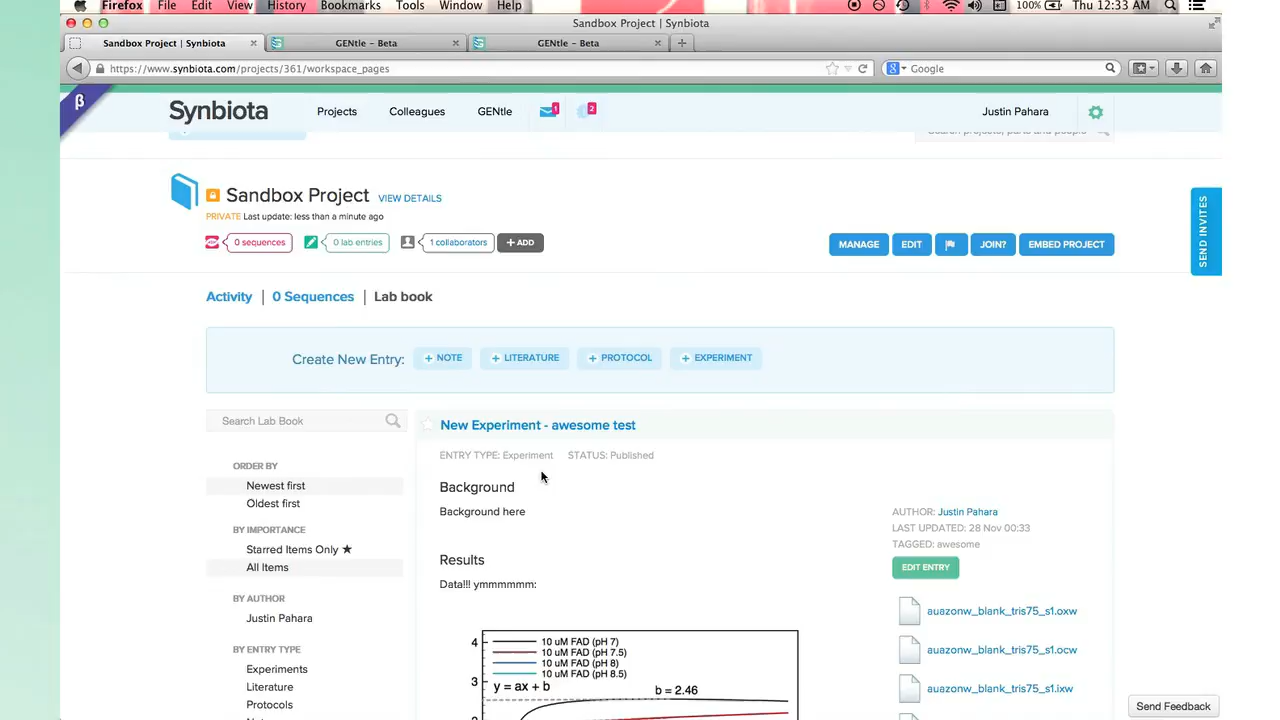 Firefox File Edit View History Bookmarks Tools Window Help 100% Thu 12:33 AM
Sandbox Project | Synbiota
Sandbox Project | Synbiota GENtle - Beta GENtle - Beta
https://www.synbiota.com/projects/361/workspace_pages Google
β
Synbiota Projects Colleagues GENtle 1 2 Justin Pahara
Search projects, parts and people
Sandbox Project VIEW DETAILS
PRIVATE Last update: less than a minute ago
0 sequences 0 lab entries 1 collaborators + ADD
MANAGE EDIT JOIN? EMBED PROJECT
SEND INVITES
Activity | 0 Sequences | Lab book
Create New Entry: + NOTE + LITERATURE + PROTOCOL + EXPERIMENT
Search Lab Book
ORDER BY
Newest first
Oldest first
BY IMPORTANCE
Starred Items Only ★
All Items
BY AUTHOR
Justin Pahara
BY ENTRY TYPE
Experiments
Literature
Protocols
New Experiment - awesome test
ENTRY TYPE: Experiment STATUS: Published
Background
Background here
Results
Data!!! ymmmmmm:
4
10 uM FAD (pH 7)
10 uM FAD (pH 7.5)
10 uM FAD (pH 8)
10 uM FAD (pH 8.5)
3
y = ax + b
b = 2.46
AUTHOR: Justin Pahara
LAST UPDATED: 28 Nov 00:33
TAGGED: awesome
EDIT ENTRY
auazonw_blank_tris75_s1.oxw
auazonw_blank_tris75_s1.ocw
auazonw_blank_tris75_s1.ixw
Send Feedback